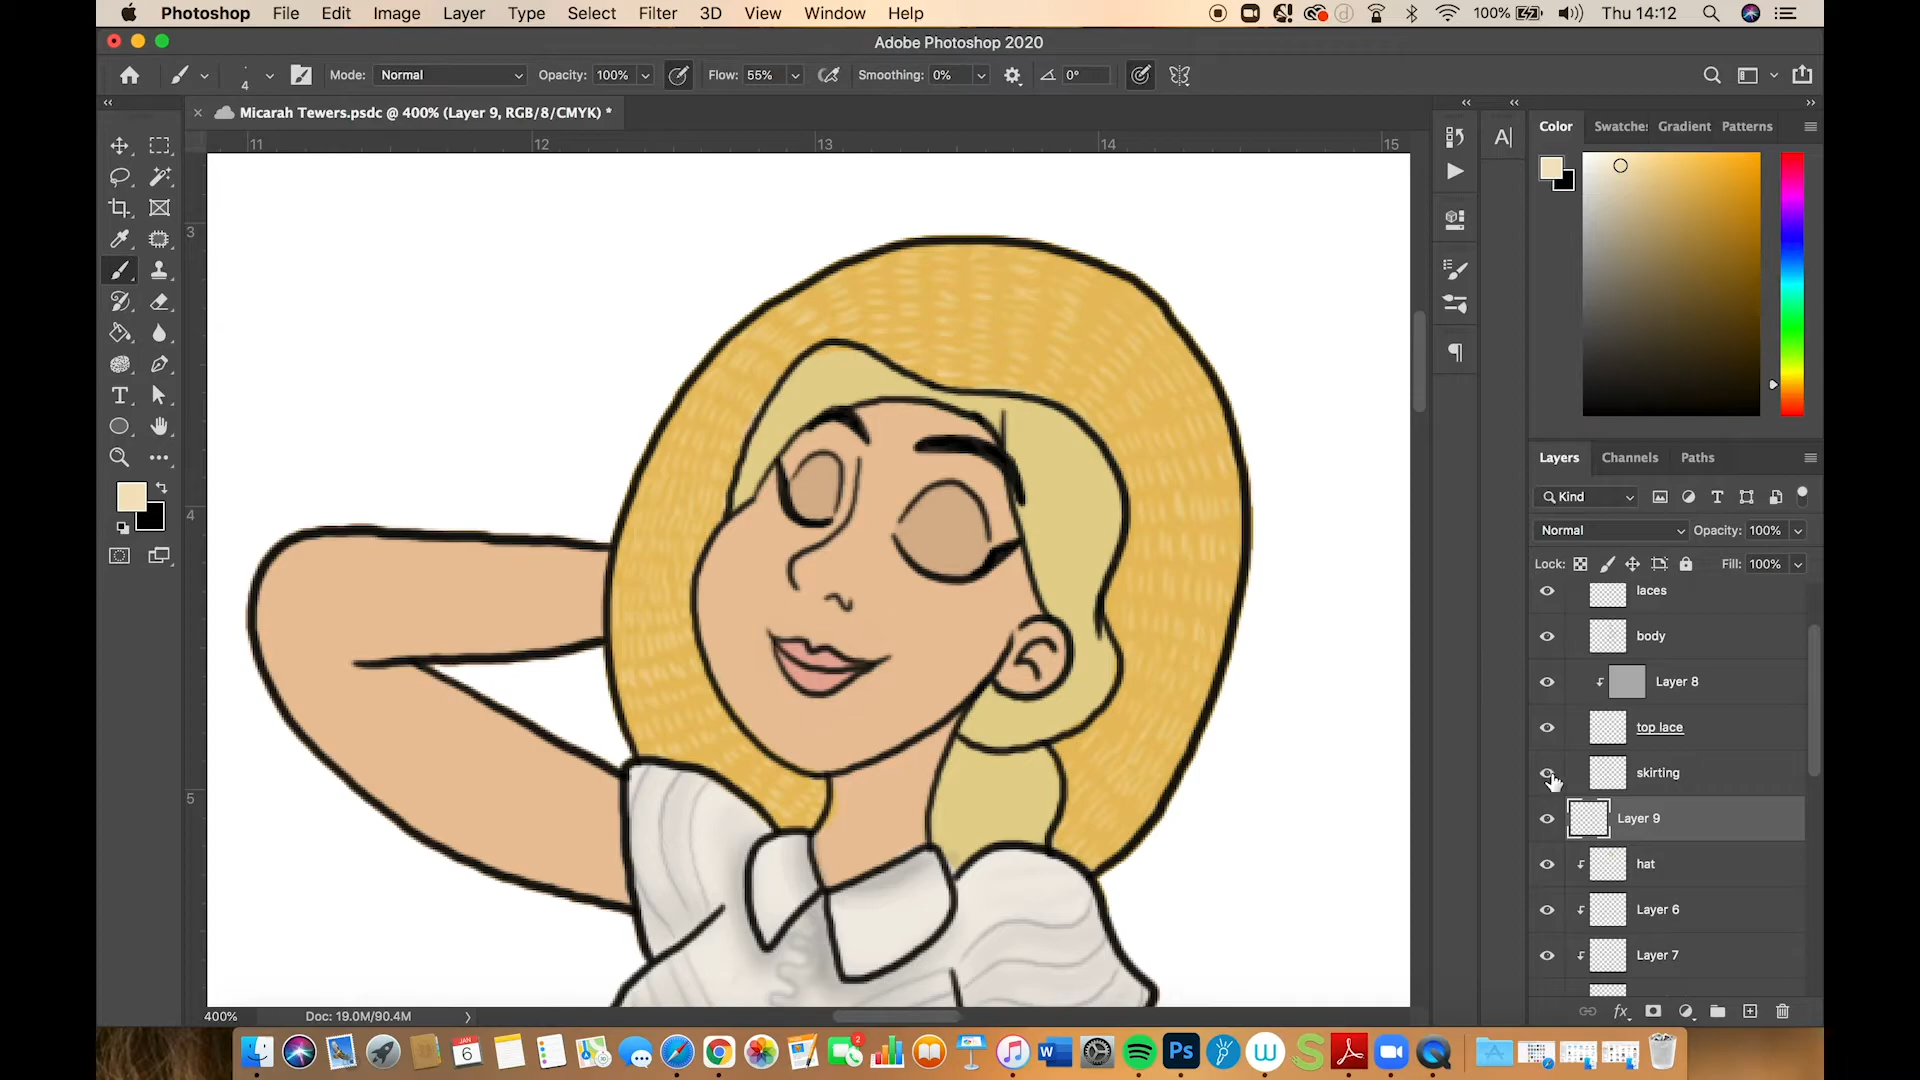 Photoshop File Edit Image Layer Type Select Filter 3D View Window Help 100% Thu 14:12
Adobe Photoshop 2020
4 Mode: Normal Opacity: 100% Flow: 55% Smoothing: 0% 0°
Micarah Tewers.psdc @ 400% (Layer 9, RGB/8/CMYK) *
11 12 13 14 15
3
4
5
Color Swatches Gradient Patterns
Layers Channels Paths
Kind
Normal Opacity: 100%
Lock: Fill: 100%
laces
body
Layer 8
top lace
skirting
Layer 9
hat
Layer 6
Layer 7
400% Doc: 19.0M/90.4M
JAN
6
2